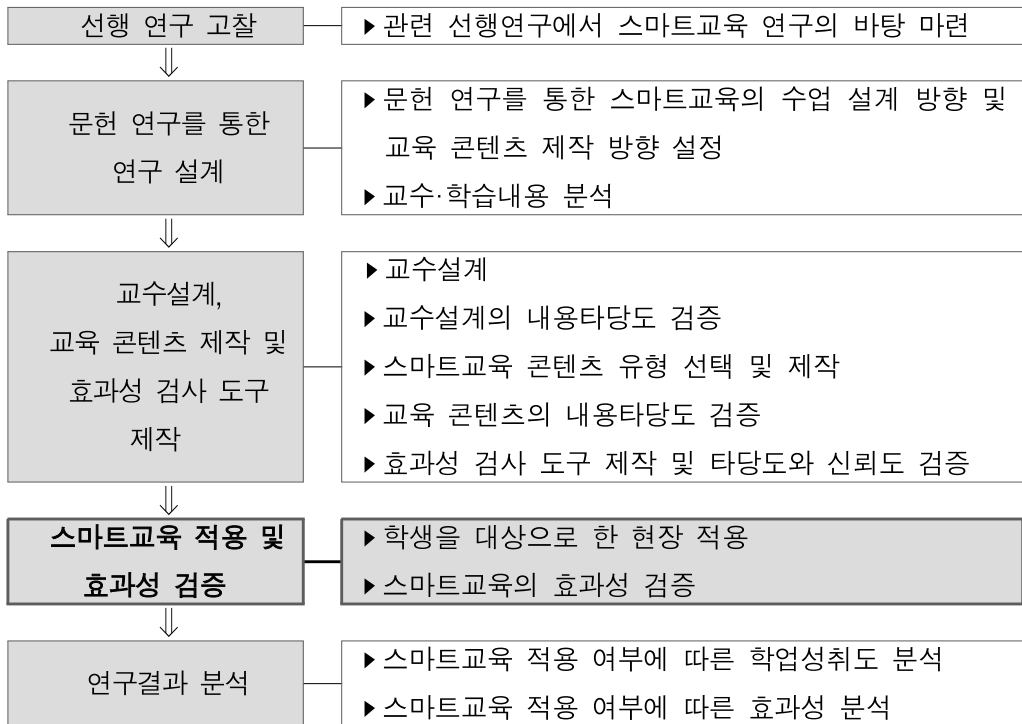 선행 연구 고찰
▶관련 선행연구에서 스마트교육 연구의 바탕 마련
문헌 연구를 통한
연구 설계
▶문헌 연구를 통한 스마트교육의 수업 설계 방향 및
교육 콘텐츠 제작 방향 설정
▶교수·학습내용 분석
교수설계,
교육 콘텐츠 제작 및
효과성 검사 도구
제작
▶교수설계
▶교수설계의 내용타당도 검증
▶스마트교육 콘텐츠 유형 선택 및 제작
▶교육 콘텐츠의 내용타당도 검증
▶효과성 검사 도구 제작 및 타당도와 신뢰도 검증
스마트교육 적용 및
효과성 검증
▶학생을 대상으로 한 현장 적용
▶스마트교육의 효과성 검증
연구결과 분석
▶스마트교육 적용 여부에 따른 학업성취도 분석
▶스마트교육 적용 여부에 따른 효과성 분석